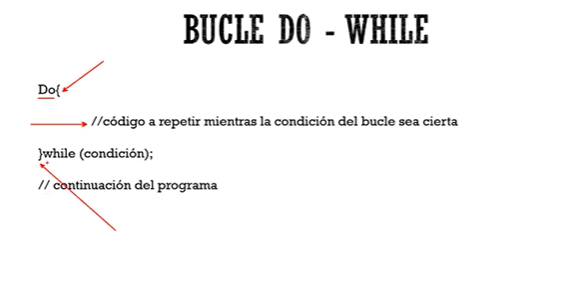 BUCLE DO - WHILE
Do{
//código a repetir mientras la condición del bucle sea cierta
}while (condición);
// continuación del programa